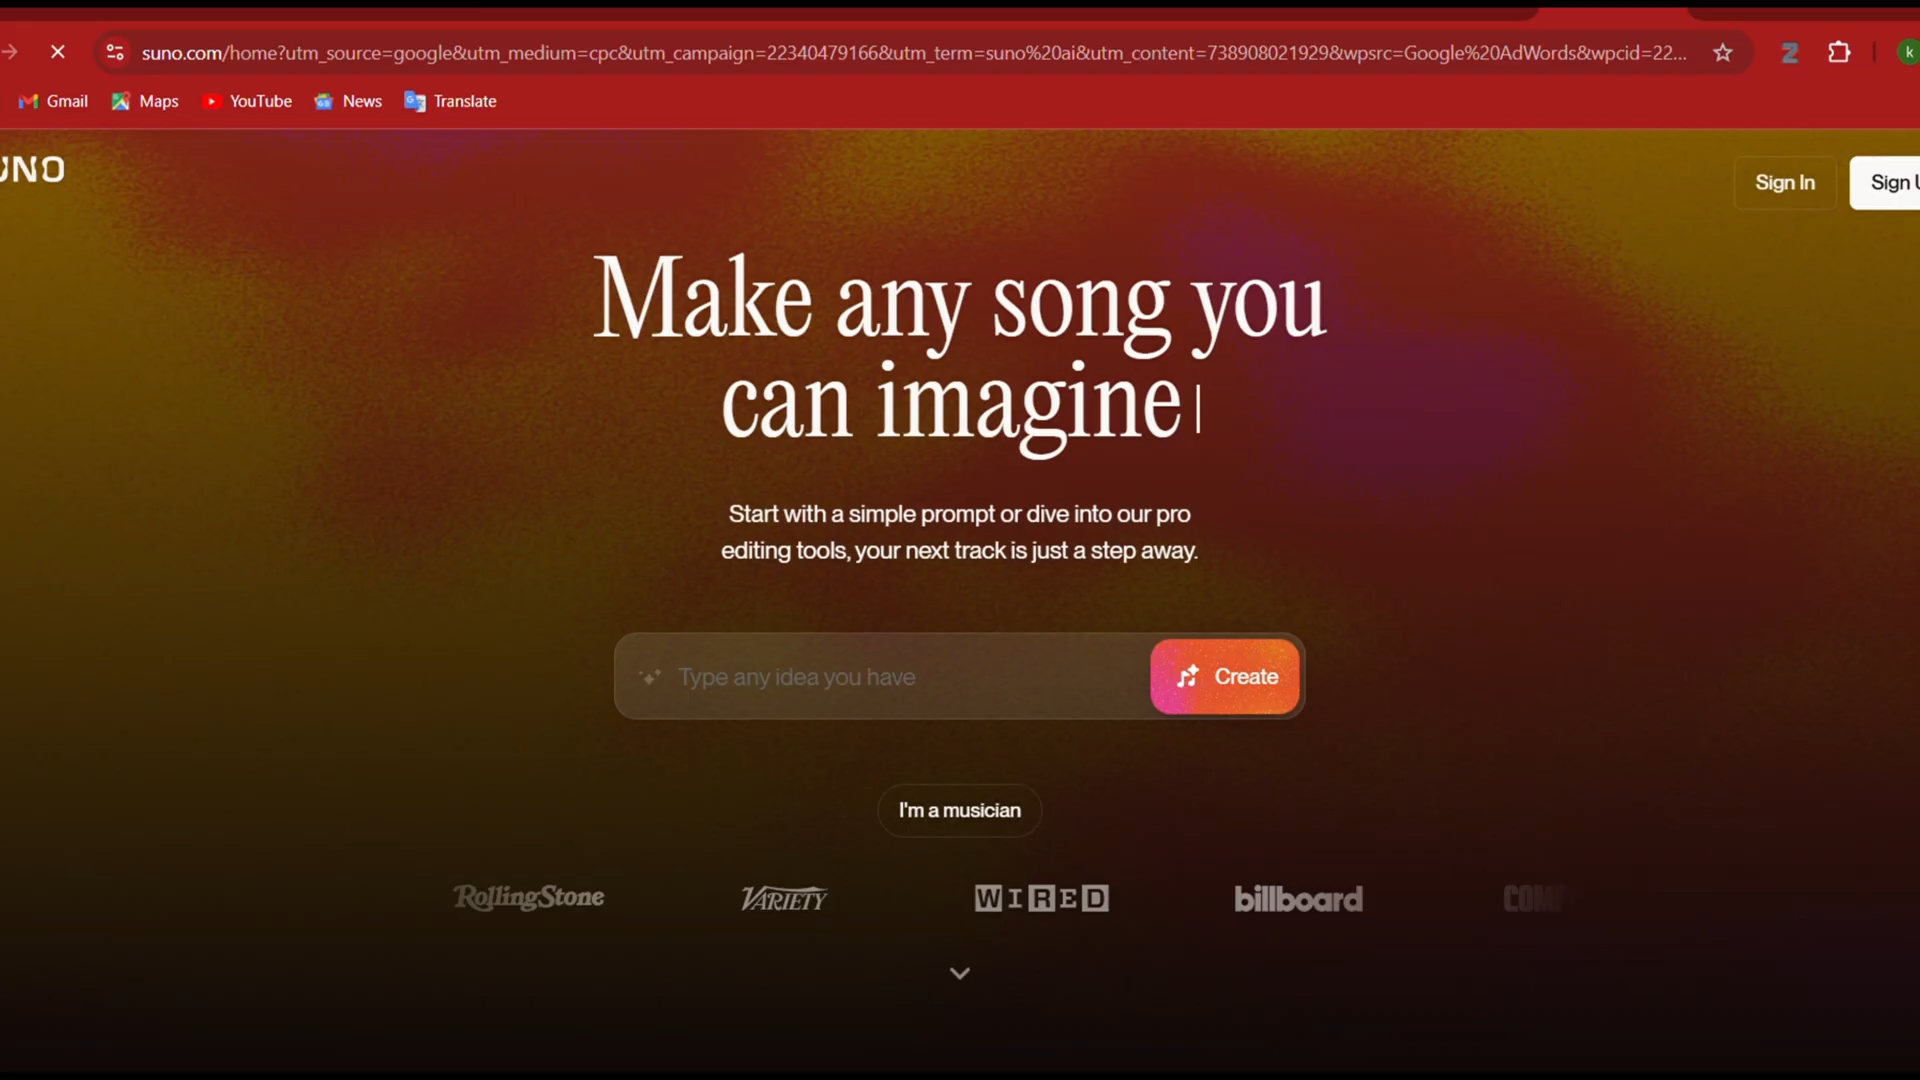 suno.com/home?utm_source=google&utm_medium=cpc&utm_campaign=22340479166&utm_term=suno%20ai&utm_content=738908021929&wpsrc=Google%20AdWords&wpcid=22...
k
Gmail Maps YouTube News Translate
UNO
Sign In
Sign U
Make any song you
can imagine
Start with a simple prompt or dive into our pro
editing tools, your next track is just a step away.
Type any idea you have
Create
I'm a musician
RollingStone VARIETY WIRED billboard COMP